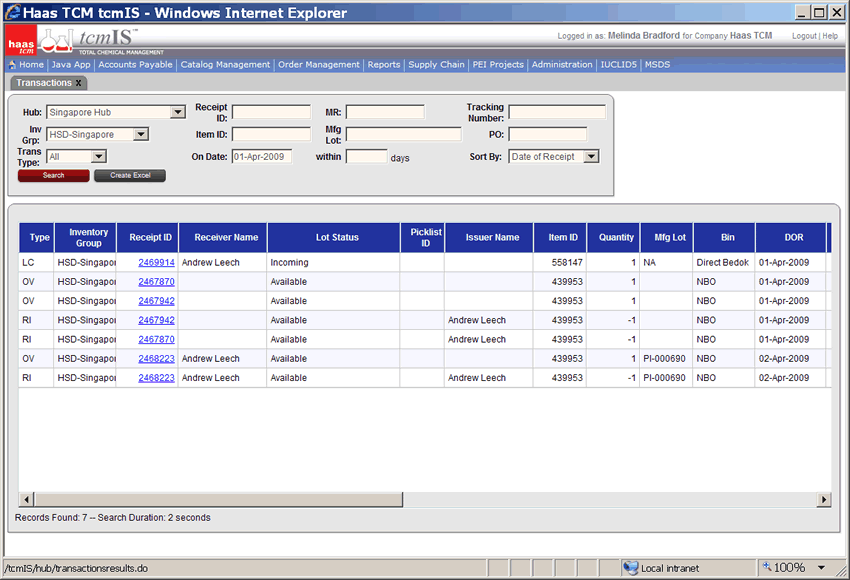 Haas TCM tcmIS - Windows Internet Explorer
haas tcm
tcmIS™
TOTAL CHEMICAL MANAGEMENT
Logged in as: Melinda Bradford for Company Haas TCM Logout | Help
Home | Java App | Accounts Payable | Catalog Management | Order Management | Reports | Supply Chain | PEI Projects | Administration | IUCLID5 | MSDS
Transactions X
Hub: Singapore Hub Receipt ID: MR: Tracking Number:
Inv Grp: HSD-Singapore Item ID: Mfg Lot: PO:
Trans Type: All On Date: 01-Apr-2009 within days Sort By: Date of Receipt
Search Create Excel
Type Inventory Group Receipt ID Receiver Name Lot Status Picklist ID Issuer Name Item ID Quantity Mfg Lot Bin DOR
LC HSD-Singapor 2469914 Andrew Leech Incoming 558147 1 NA Direct Bedok 01-Apr-2009
OV HSD-Singapor 2467870 Available 439953 1 NBO 01-Apr-2009
OV HSD-Singapor 2467942 Available 439953 1 NBO 01-Apr-2009
RI HSD-Singapor 2467942 Available Andrew Leech 439953 -1 NBO 01-Apr-2009
RI HSD-Singapor 2467870 Available Andrew Leech 439953 -1 NBO 01-Apr-2009
OV HSD-Singapor 2468223 Andrew Leech Available 439953 1 PI-000690 NBO 02-Apr-2009
RI HSD-Singapor 2468223 Andrew Leech Available Andrew Leech 439953 -1 PI-000690 NBO 02-Apr-2009
Records Found: 7 -- Search Duration: 2 seconds
/tcmIS/hub/transactionsresults.do Local intranet 100%